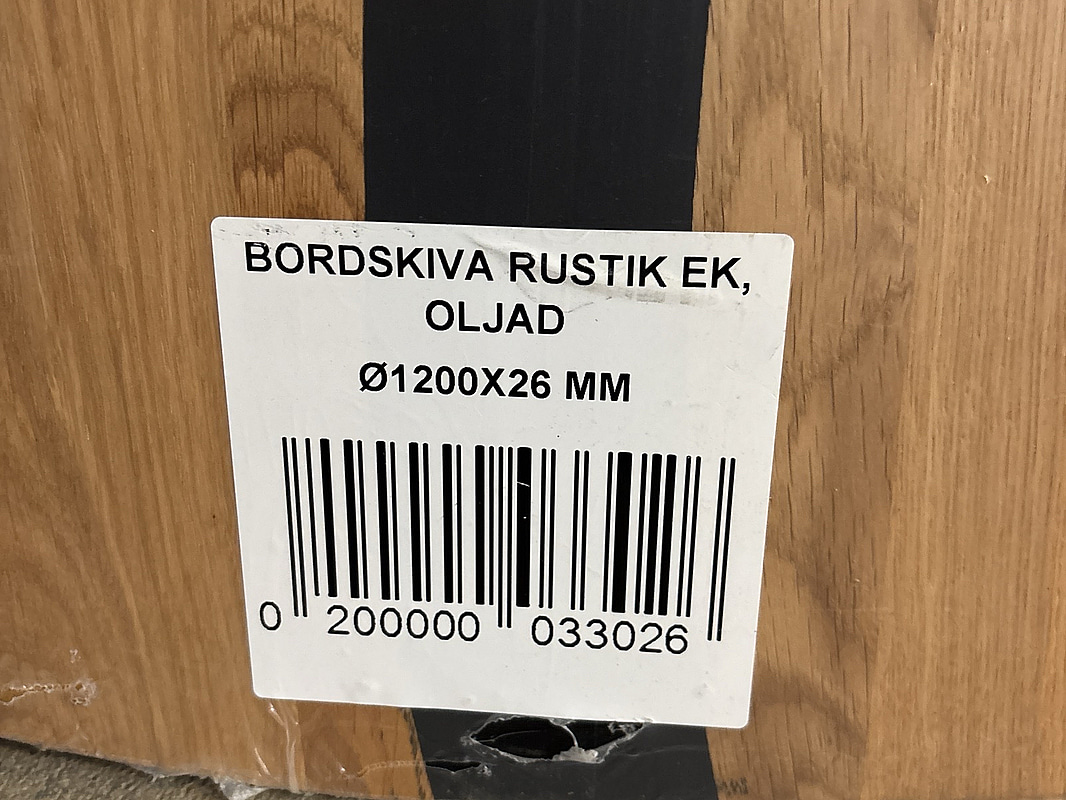 BORDSKIVA RUSTIK EK,
OLJAD
Ø1200X26 MM
0 200000 033026